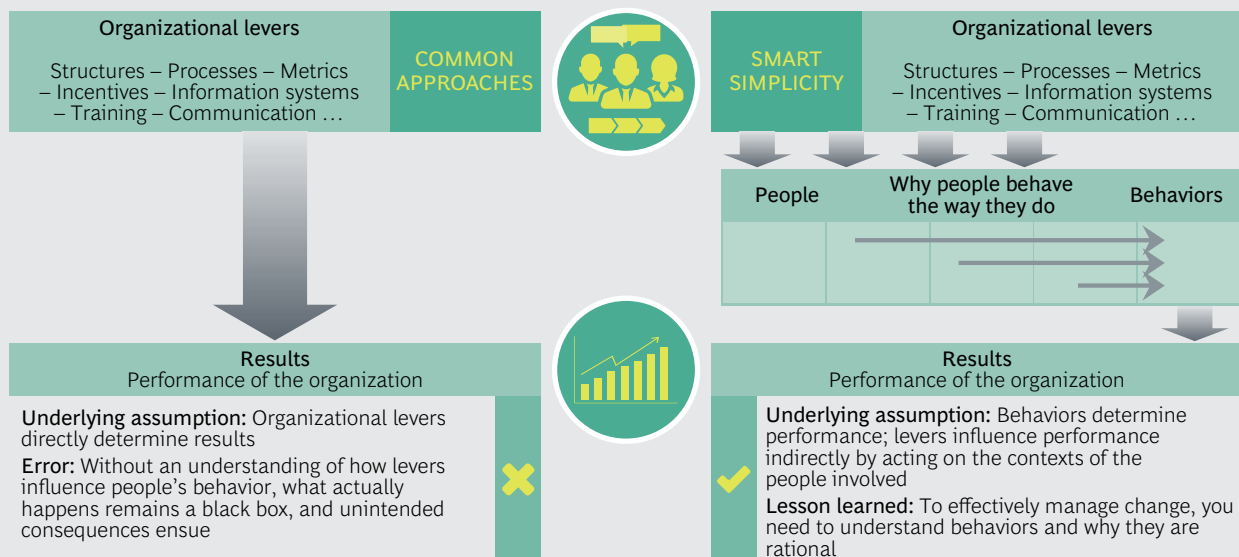 Organizational levers
Structures – Processes – Metrics
– Incentives – Information systems
– Training – Communication …
COMMON
APPROACHES
Results
Performance of the organization
Underlying assumption: Organizational levers
directly determine results
Error: Without an understanding of how levers
influence people’s behavior, what actually
happens remains a black box, and unintended
consequences ensue
SMART
SIMPLICITY
Organizational levers
Structures – Processes – Metrics
– Incentives – Information systems
– Training – Communication …
People
Why people behave
the way they do
Behaviors
Results
Performance of the organization
Underlying assumption: Behaviors determine
performance; levers influence performance
indirectly by acting on the contexts of the
people involved
Lesson learned: To effectively manage change, you
need to understand behaviors and why they are
rational